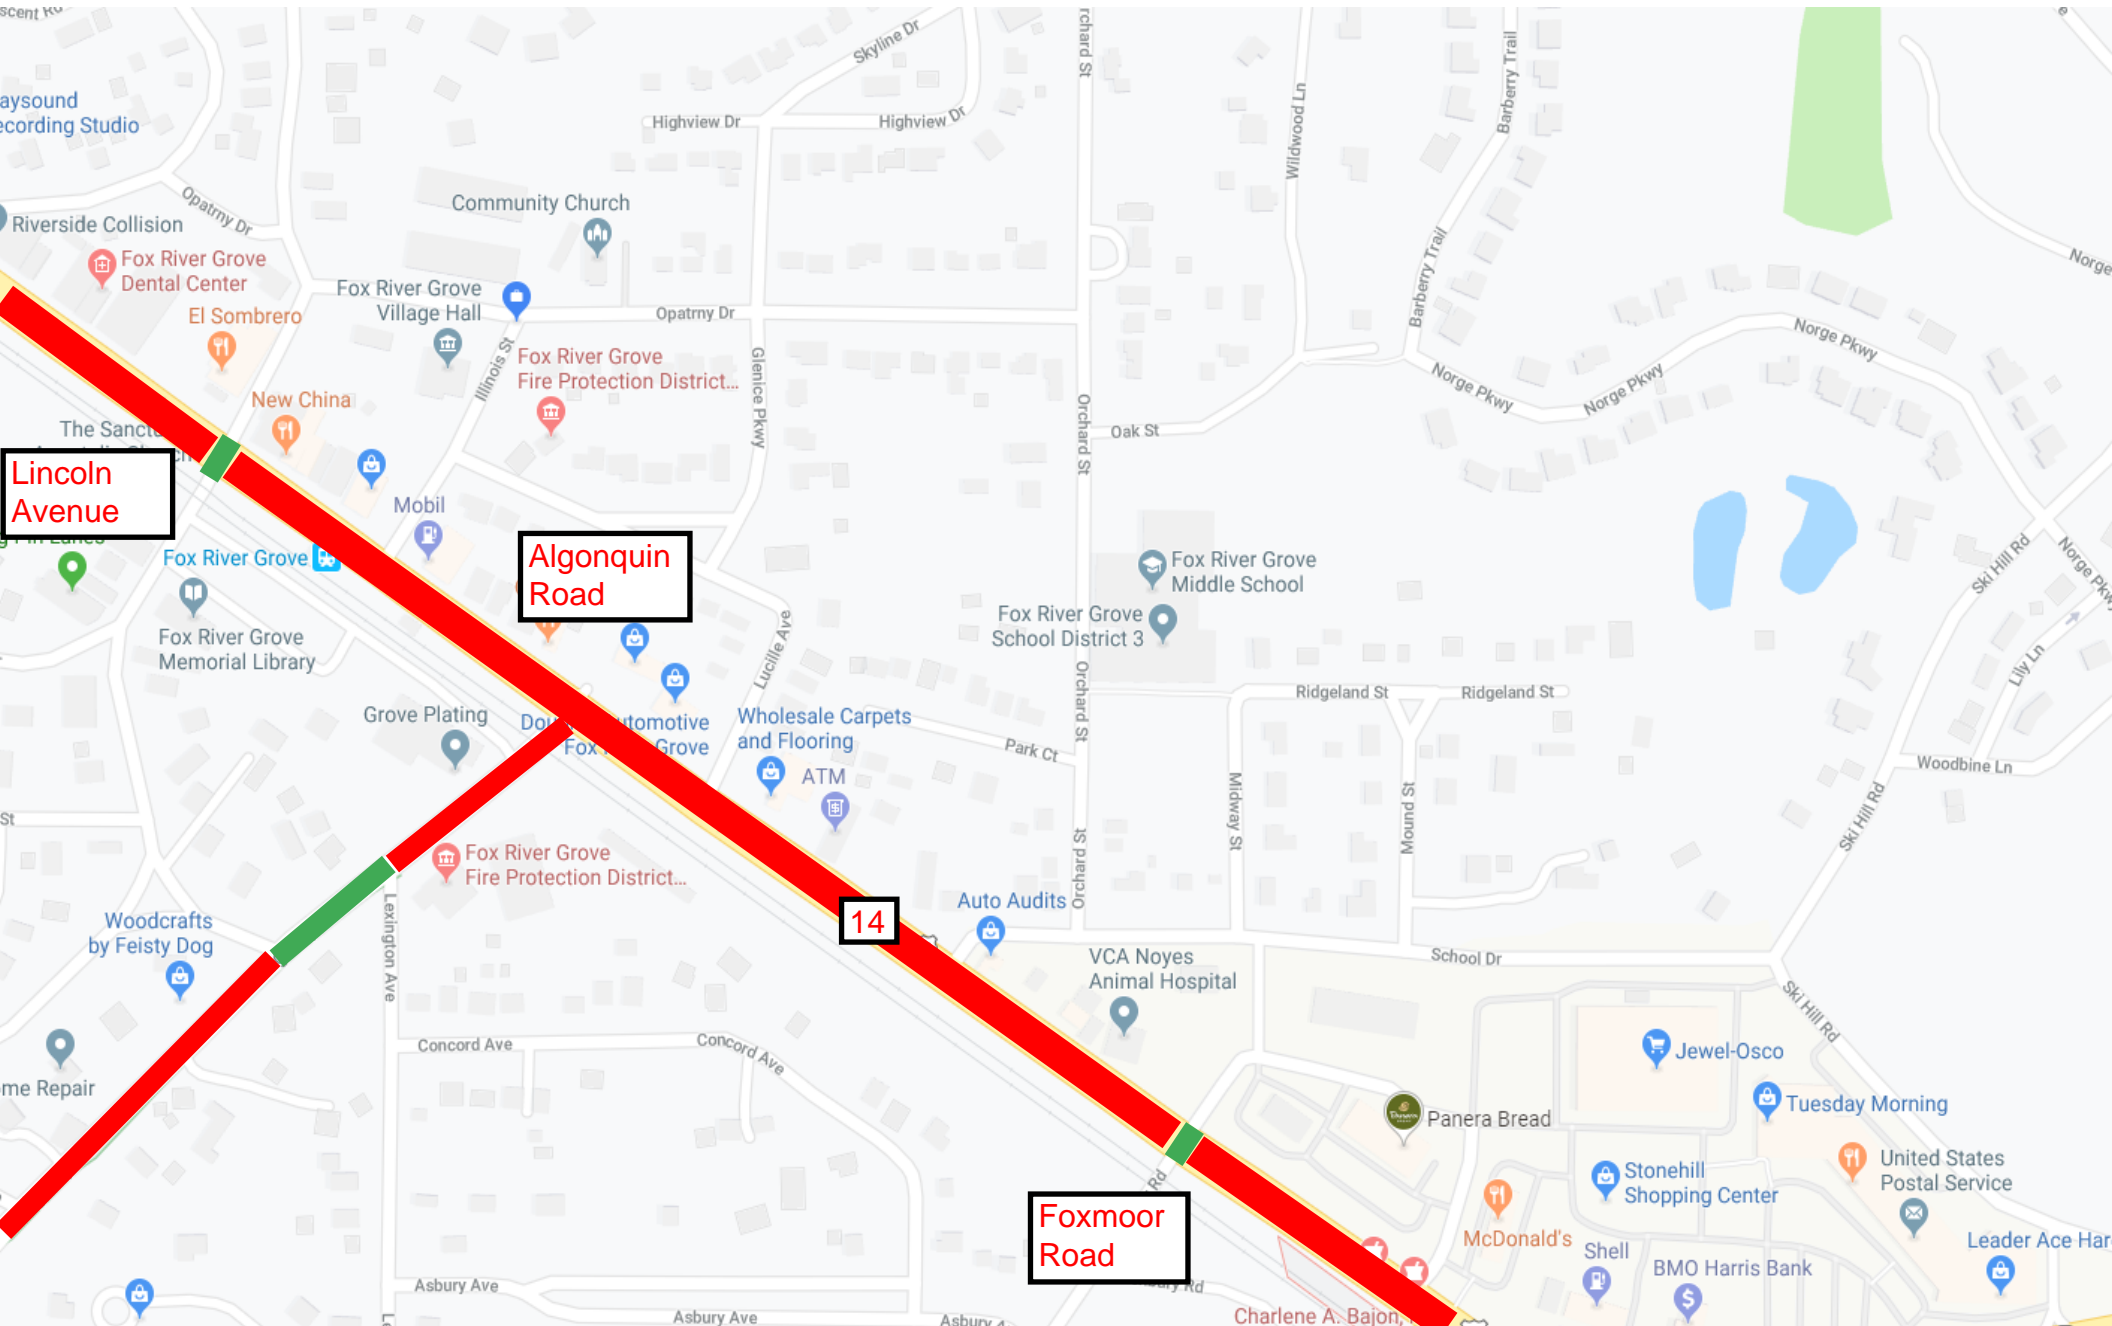 Skyline Dr
Orchard St
Barberry Trail
Wildwood Ln
Highview Dr
Highview Dr
Opatrny Dr
Community Church
Riverside Collision
Fox River Grove
Dental Center
Fox River Grove
Village Hall
El Sombrero
Opatrny Dr
Barberry Trail
Norge
Norge Pkwy
Illinois St
Fox River Grove
Fire Protection District...
Glenice Pkwy
Norge Pkwy
Norge Pkwy
New China
Orchard St
Oak St
The
Lincoln
Avenue
Mobil
Algonquin
Road
Fox River Grove
Fox River Grove
Middle School
Fox River Grove
School District 3
Ski Hill Rd
Norge Pkwy
Fox River Grove
Memorial Library
Lucille Ave
Lily Ln
Orchard St
Ridgeland St
Ridgeland St
Grove Plating
Fox
Grove
Wholesale Carpets
and Flooring
ATM
Park Ct
Woodbine Ln
Midway St
Mound St
Ski Hill Rd
St
Fox River Grove
Fire Protection District...
Orchard St
Woodcrafts
by Feisty Dog
Lexington Ave
14
Auto Audits
VCA Noyes
Animal Hospital
School Dr
Ski Hill Rd
Concord Ave
Concord Ave
Jewel-Osco
Repair
Tuesday Morning
Panera Bread
Stonehill
Shopping Center
United States
Postal Service
Rd
Foxmoor
Road
McDonald's
Shell
Leader Ace
BMO Harris Bank
Asbury Ave
Rd
Asbury Ave
Asbury
Charlene A. Bajon,